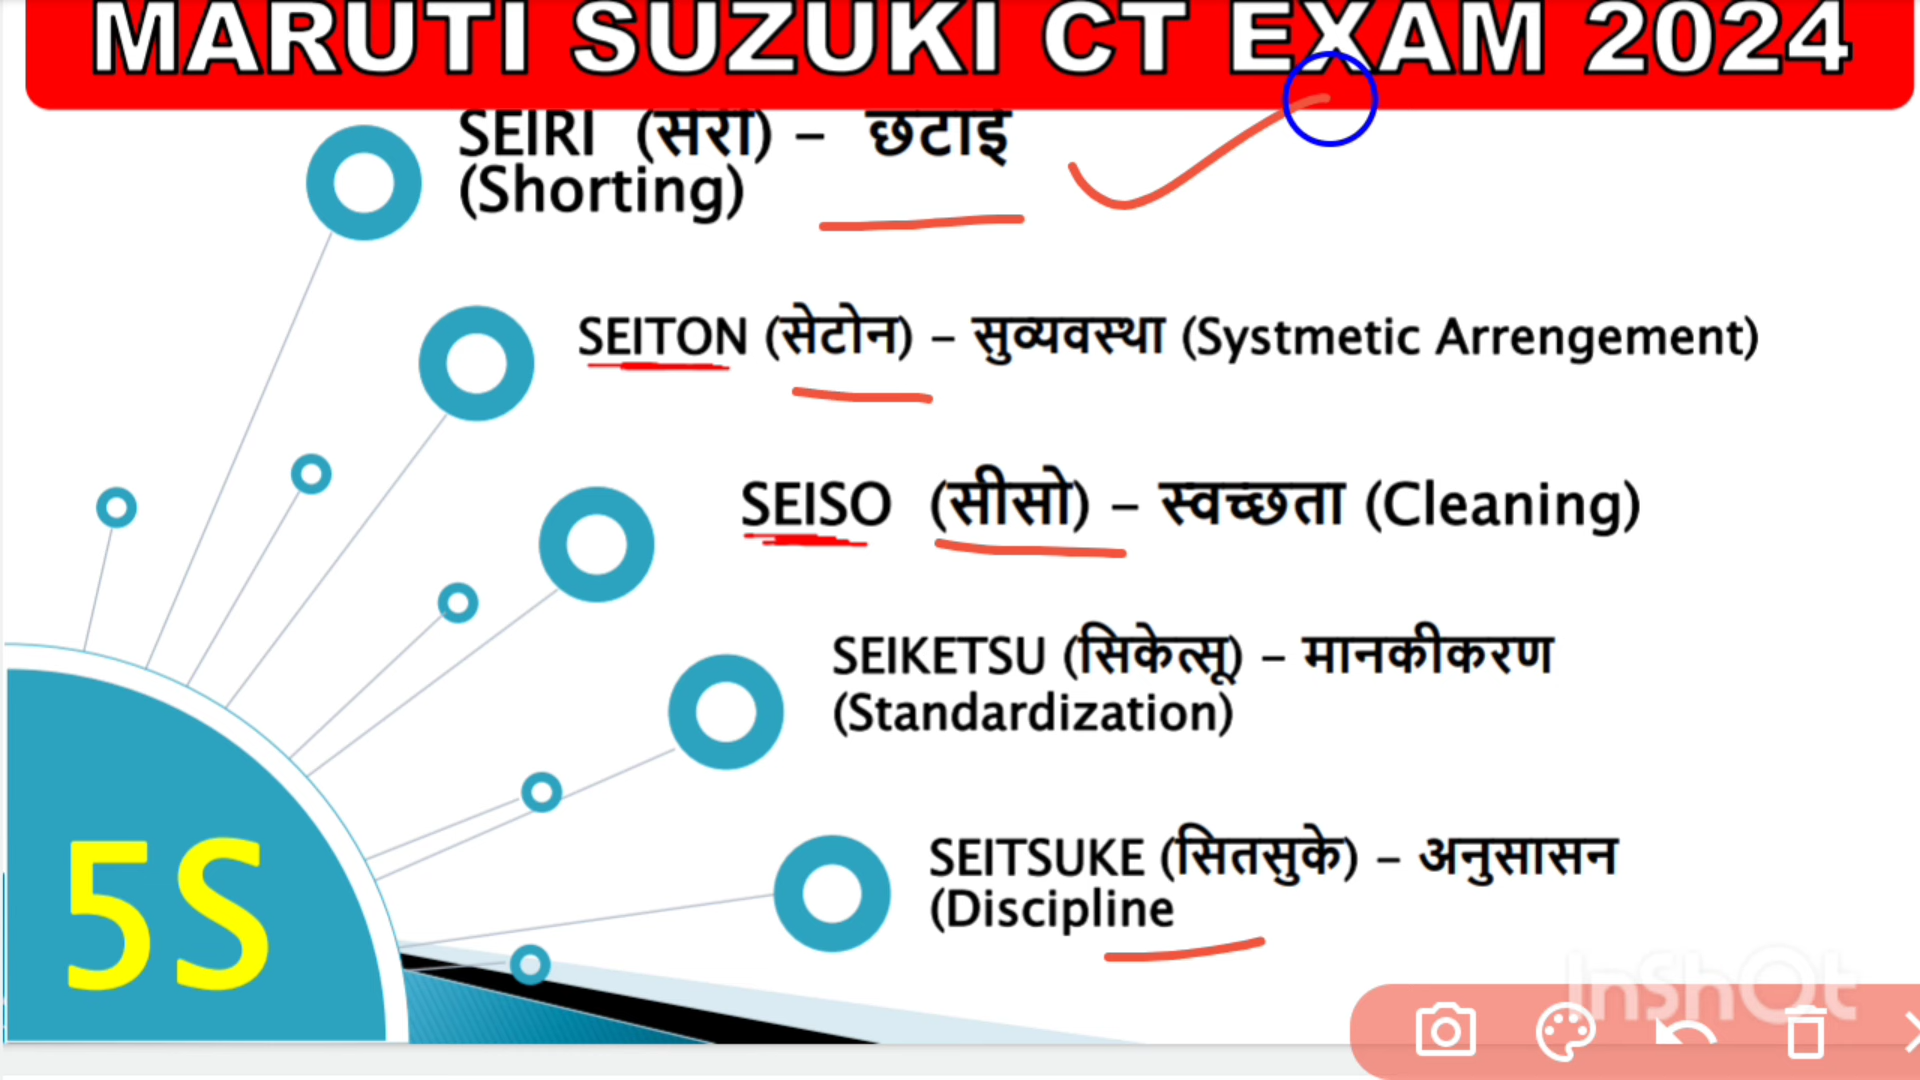 MARUTI SUZUKI CT EXAM 2024
SEIRI (सेरी) – छटाई
(Shorting)
SEITON (सेटोन) – सुव्यवस्था (Systmetic Arrengement)
SEISO (सीसो) – स्वच्छता (Cleaning)
SEIKETSU (सिकेत्सू) – मानकीकरण
(Standardization)
SEITSUKE (सितसुके) – अनुसासन
(Discipline
5S
InShOt